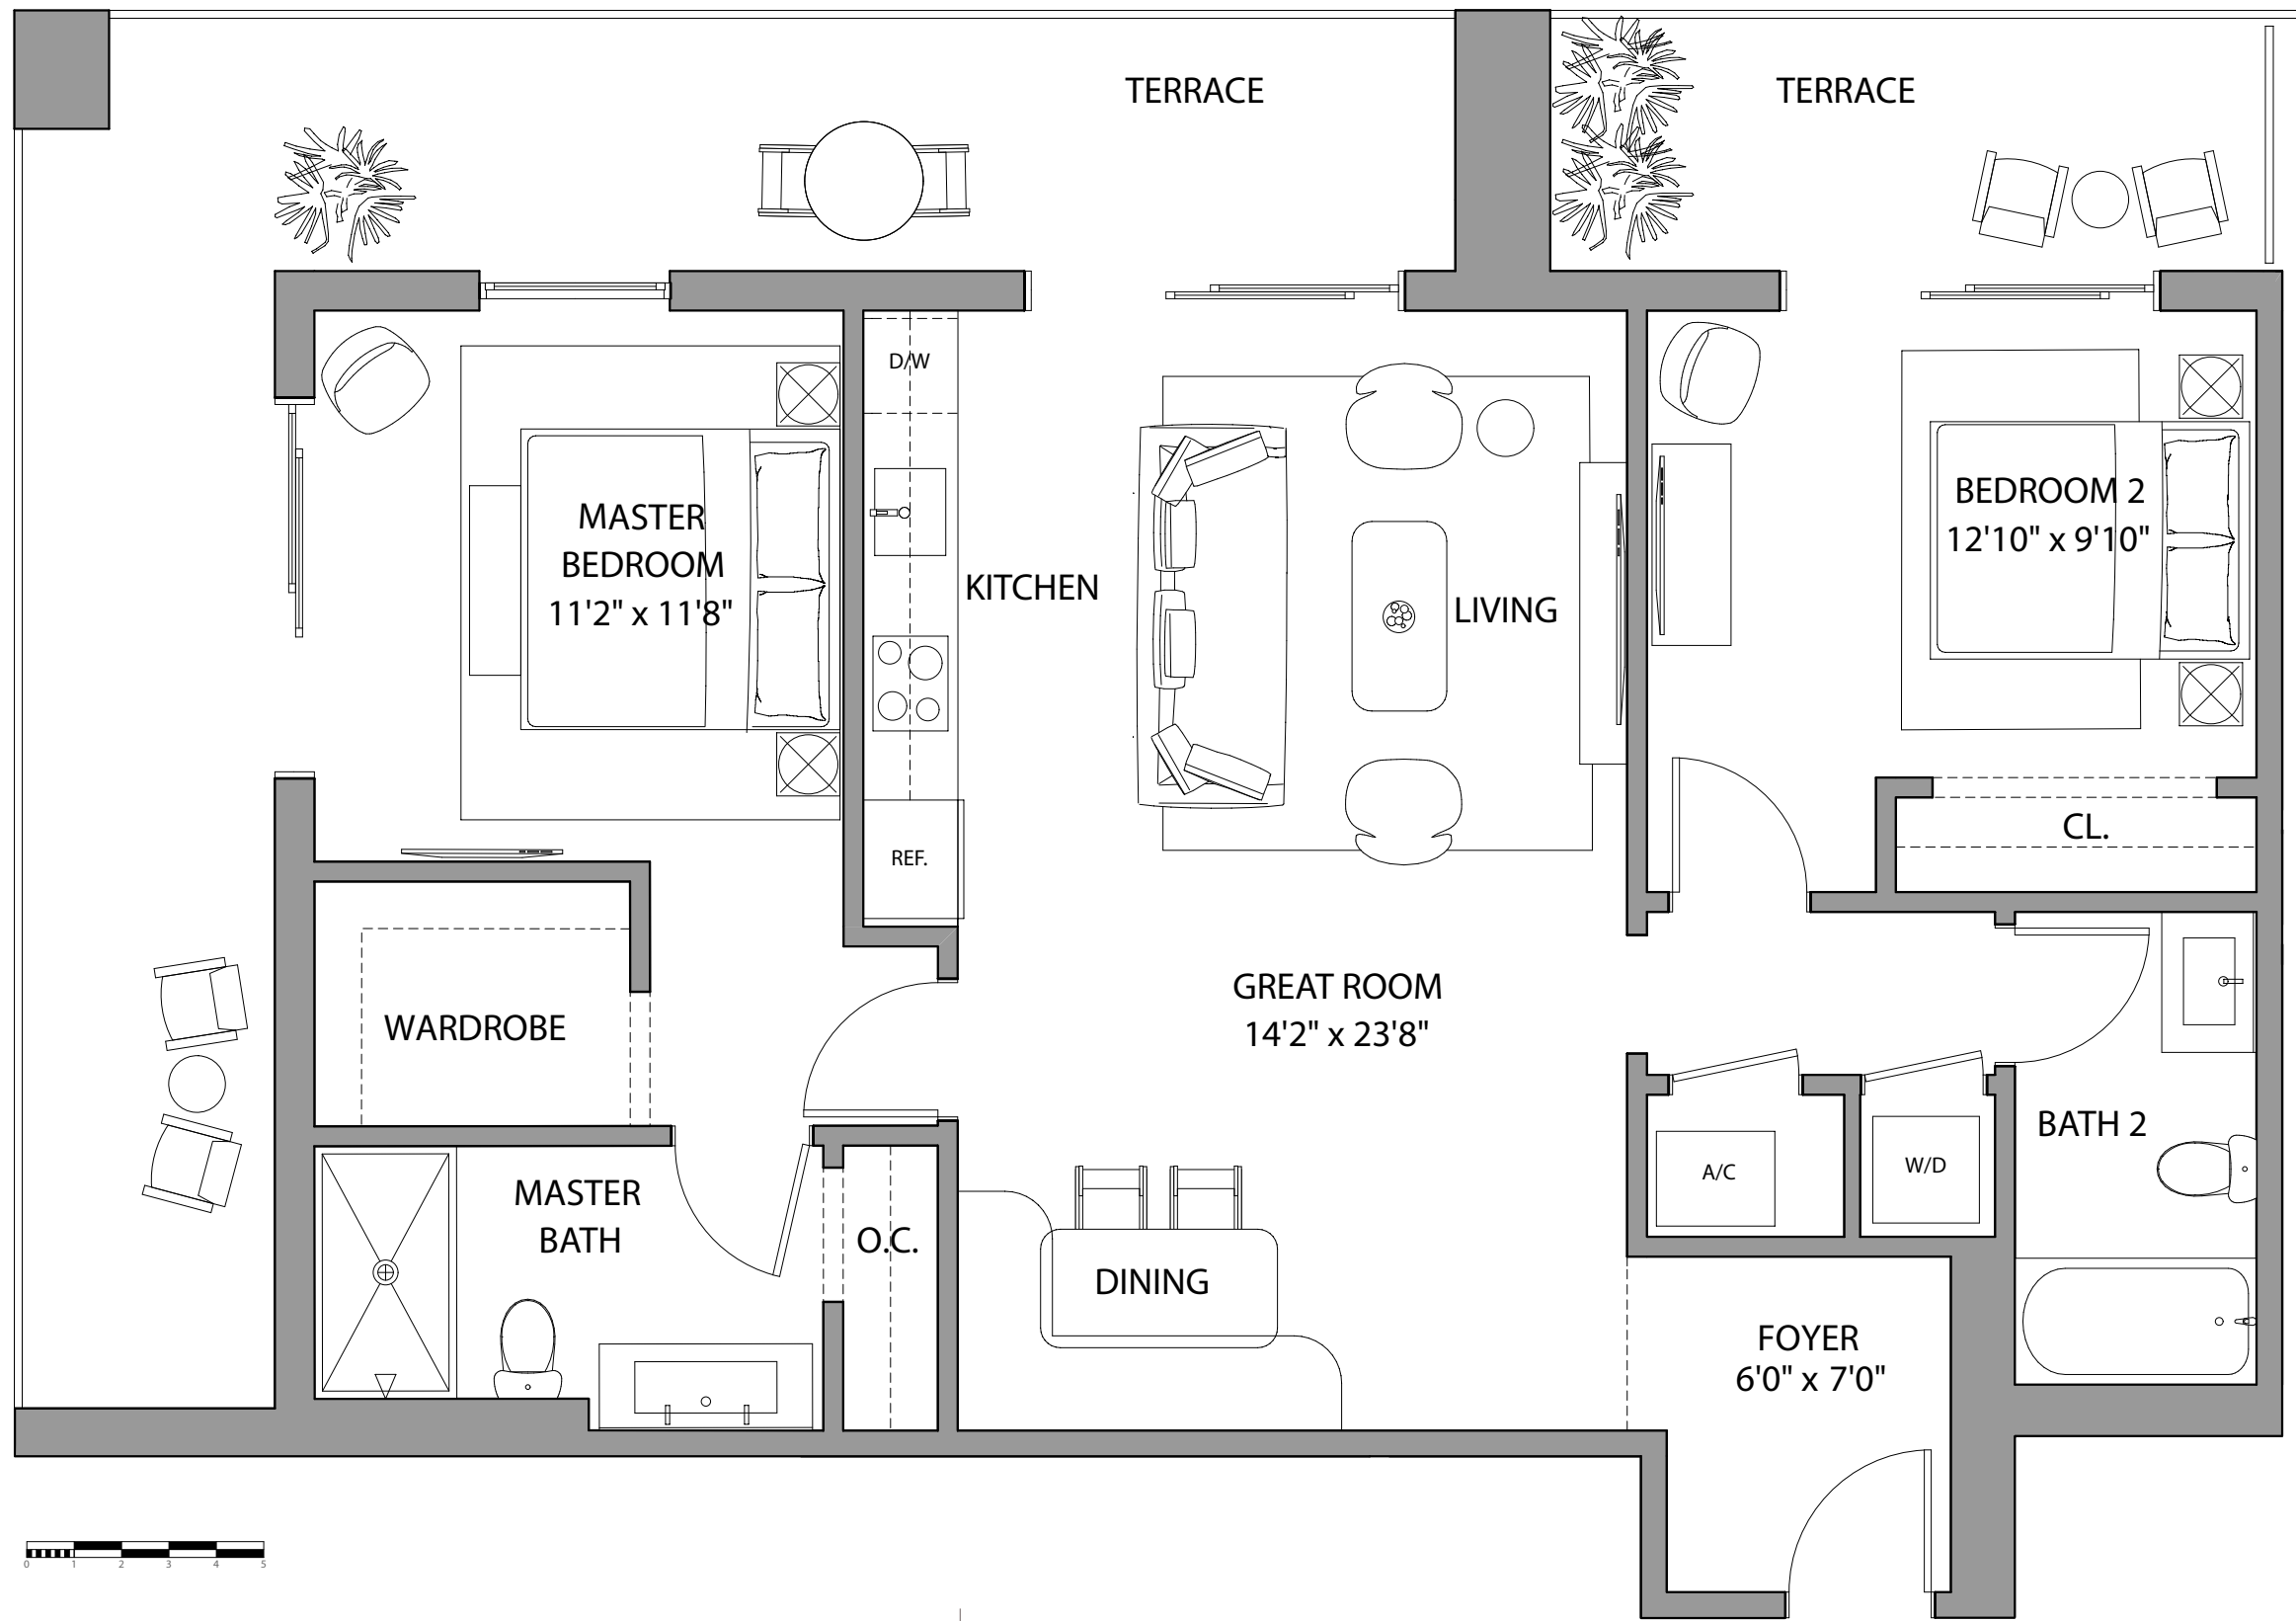 TERRACE
TERRACE
D/W
MASTER
BEDROOM
11'2" x 11'8"
KITCHEN
LIVING
BEDROOM 2
12'10" x 9'10"
REF.
CL.
WARDROBE
GREAT ROOM
14'2" x 23'8"
BATH 2
A/C
W/D
MASTER
BATH
O.C.
DINING
FOYER
6'0" x 7'0"
0 1 2 3 4 5